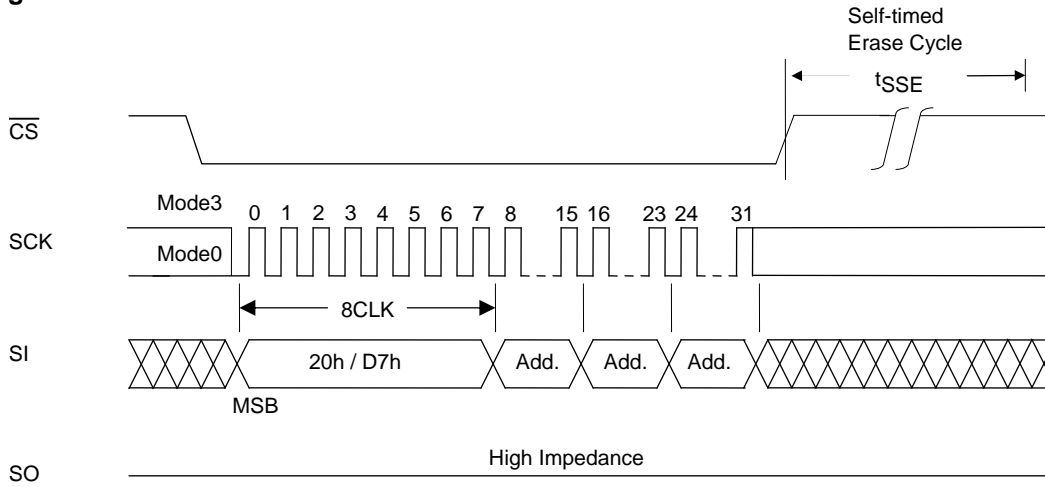 g
Self-timed
Erase Cycle
tSSE
CS
Mode3
0 1 2 3 4 5 6 7 8 15 16 23 24 31
SCK
Mode0
8CLK
SI
20h / D7h Add. Add. Add.
MSB
High Impedance
SO